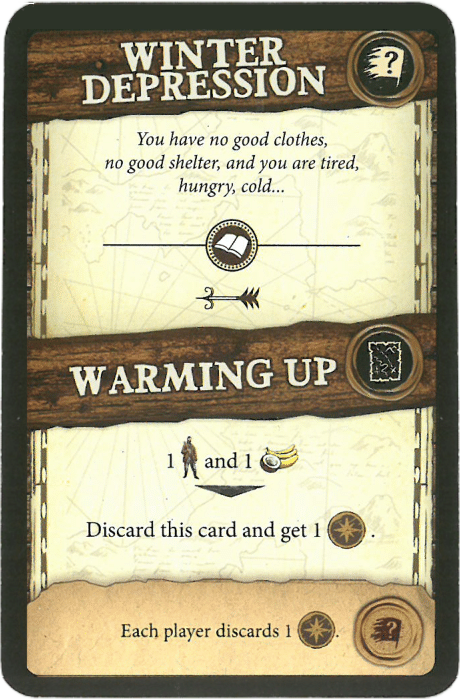 WINTER
DEPRESSION
?
You have no good clothes,
no good shelter, and you are tired,
hungry, cold...
WARMING UP
1 and 1
Discard this card and get 1 .
Each player discards 1 .
?